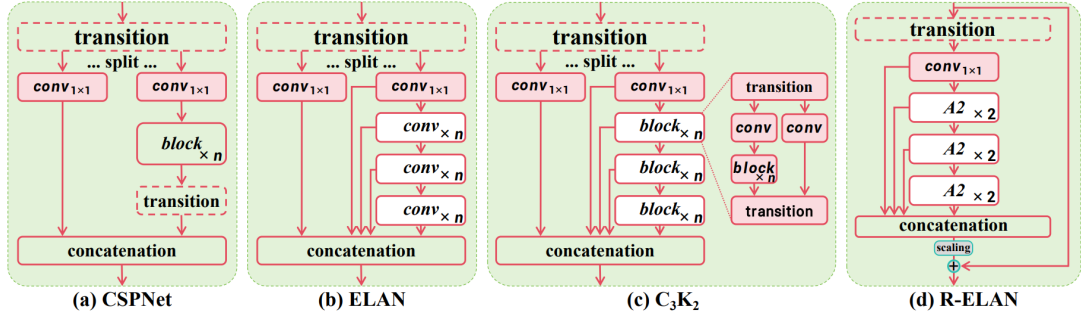 transition
... split ...
conv1×1 conv1×1
block× n
transition
concatenation
(a) CSPNet
transition
... split ...
conv1×1 conv1×1
conv× n
conv× n
conv× n
concatenation
(b) ELAN
transition
... split ...
conv1×1 conv1×1
block× n
block× n
block× n
concatenation
transition
conv conv
block× n
transition
(c) C3K2
transition
conv1×1
A2 × 2
A2 × 2
A2 × 2
concatenation
scaling
+
(d) R-ELAN